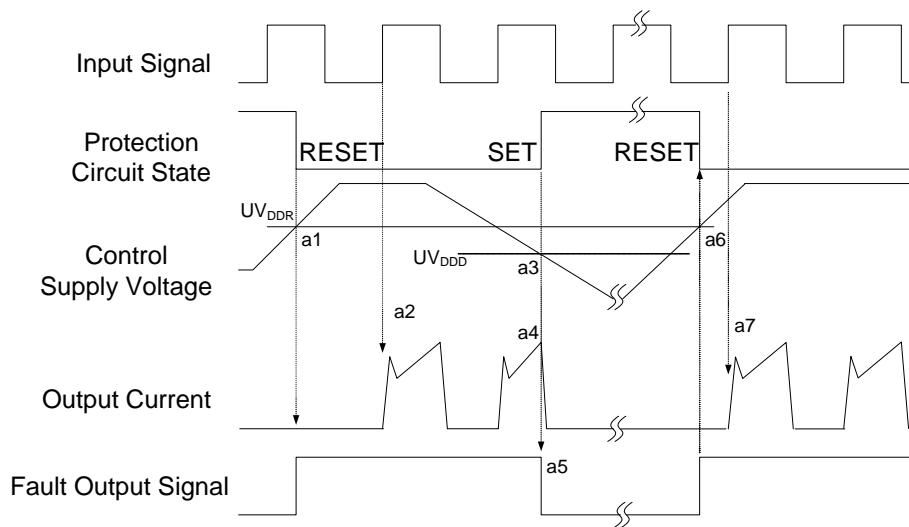 Input Signal
Protection
Circuit State
RESET
SET
RESET
UVDDR
a1
a6
UVDDD
a3
Control
Supply Voltage
a2
a4
a7
Output Current
a5
Fault Output Signal